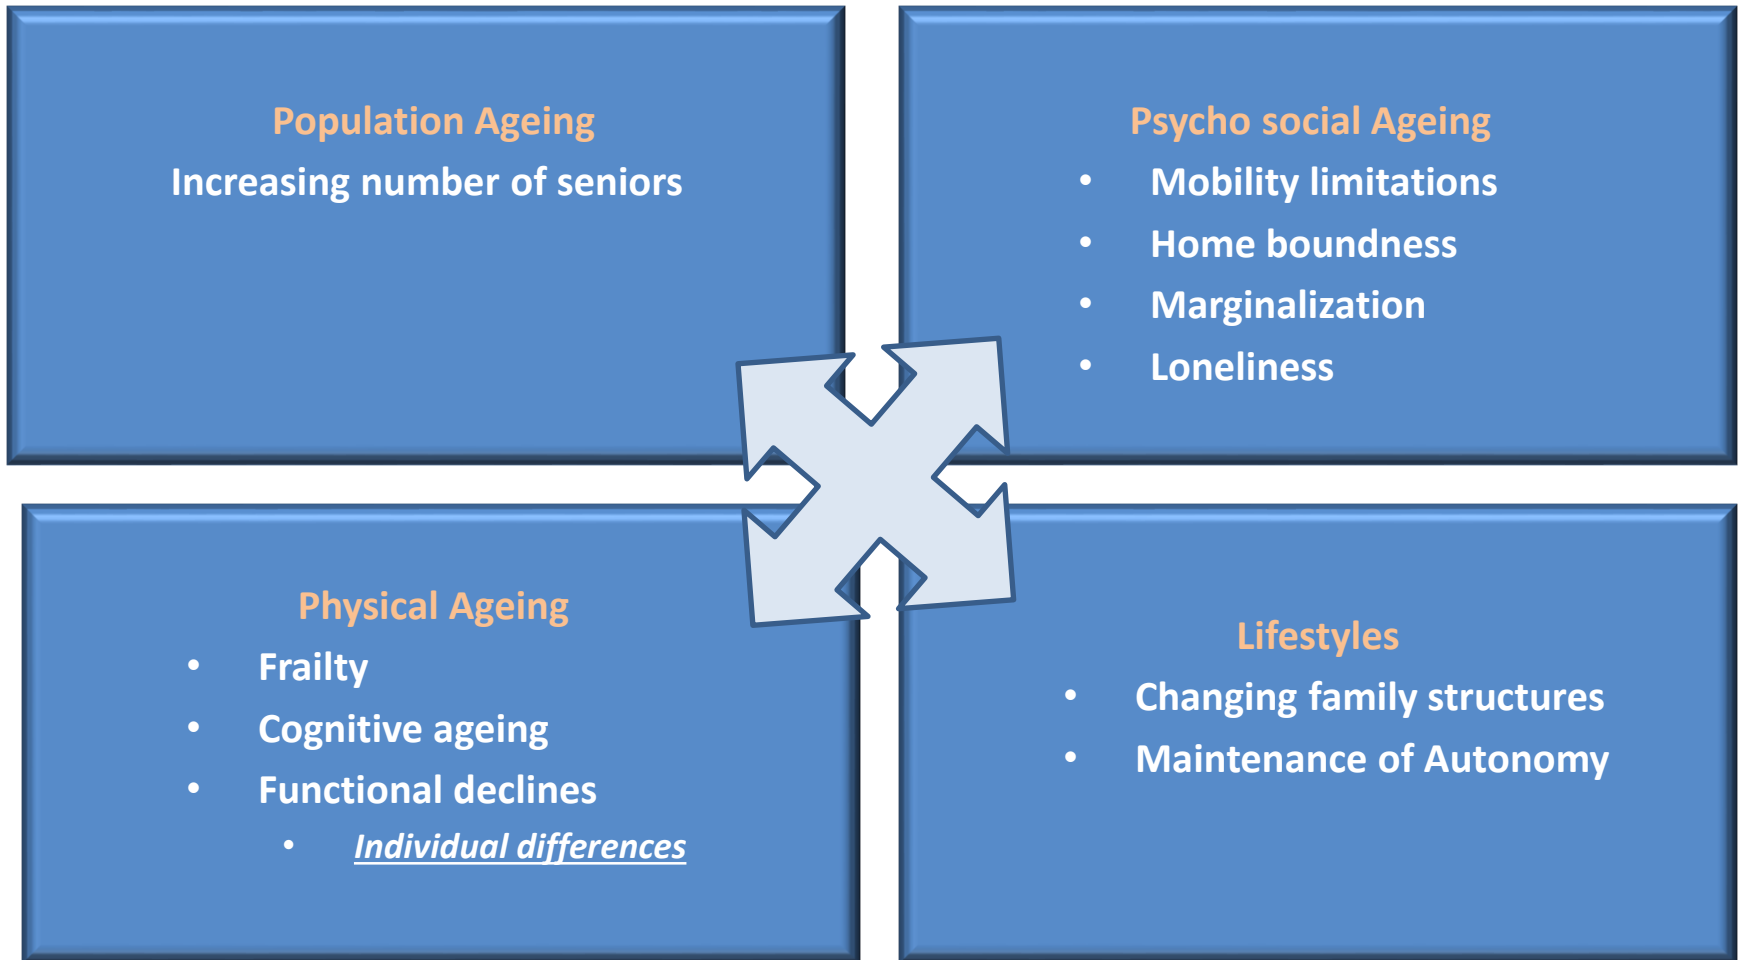 Population Ageing
Increasing number of seniors
Psycho social Ageing
• Mobility limitations
• Home boundness
• Marginalization
• Loneliness
Physical Ageing
• Frailty
• Cognitive ageing
• Functional declines
• Individual differences
Lifestyles
• Changing family structures
• Maintenance of Autonomy